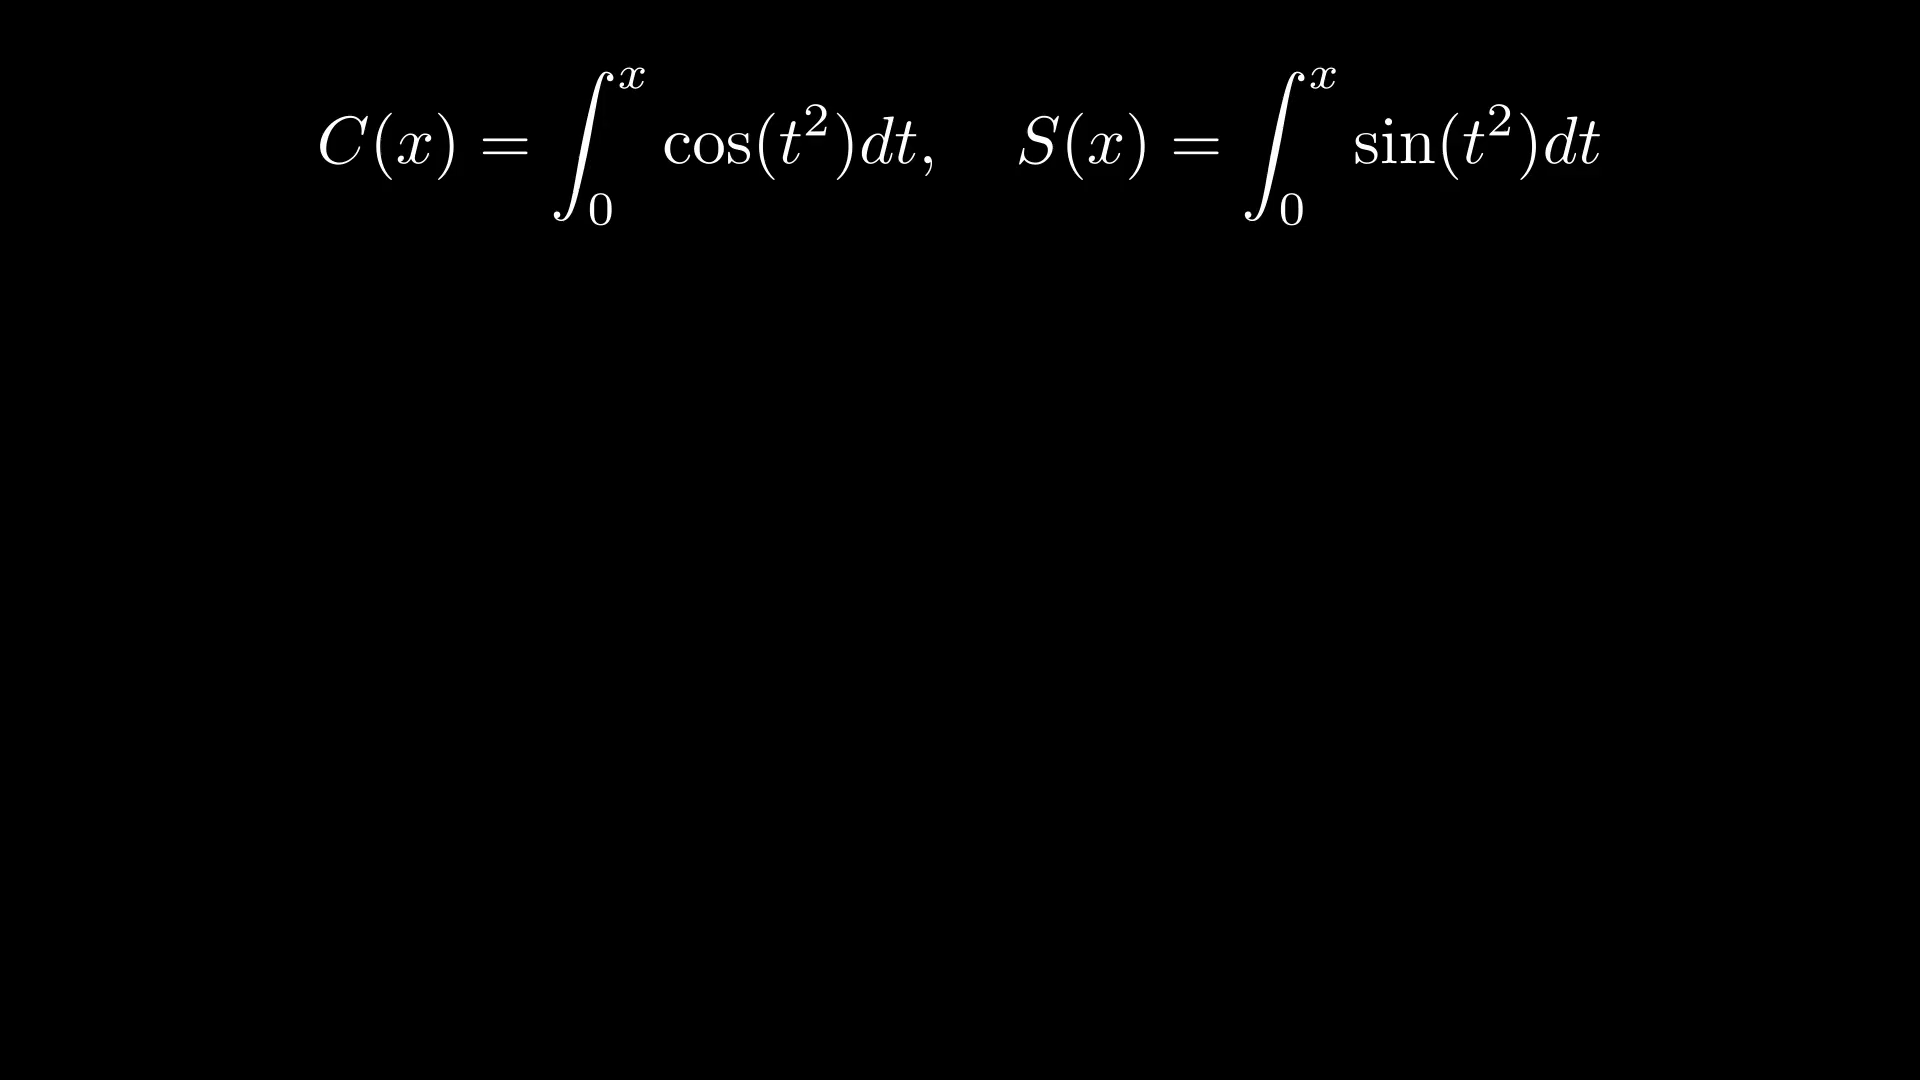 C(x) = ∫₀ˣ cos(t²)dt, S(x) = ∫₀ˣ sin(t²)dt